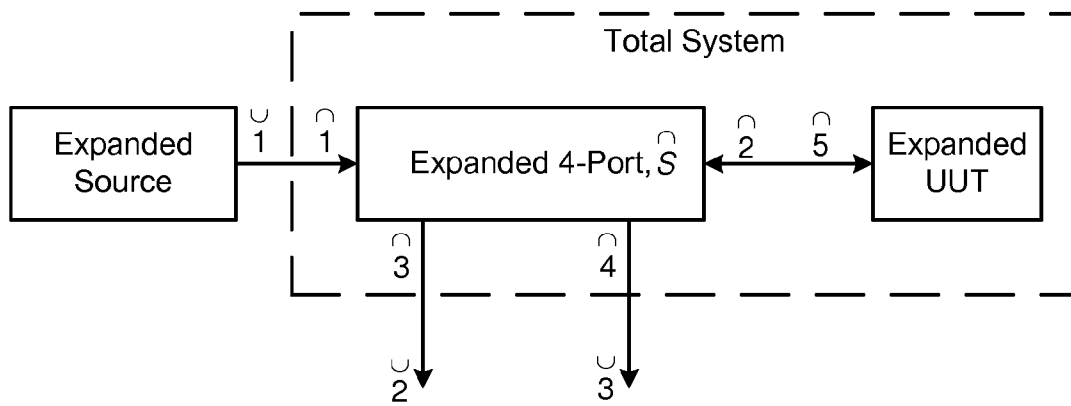 Total System
Expanded
Source
⌣
1
⌢
1
Expanded 4-Port, S⌢
⌢
2
⌢
5
Expanded
UUT
⌢
3
⌢
4
⌣
2
⌣
3